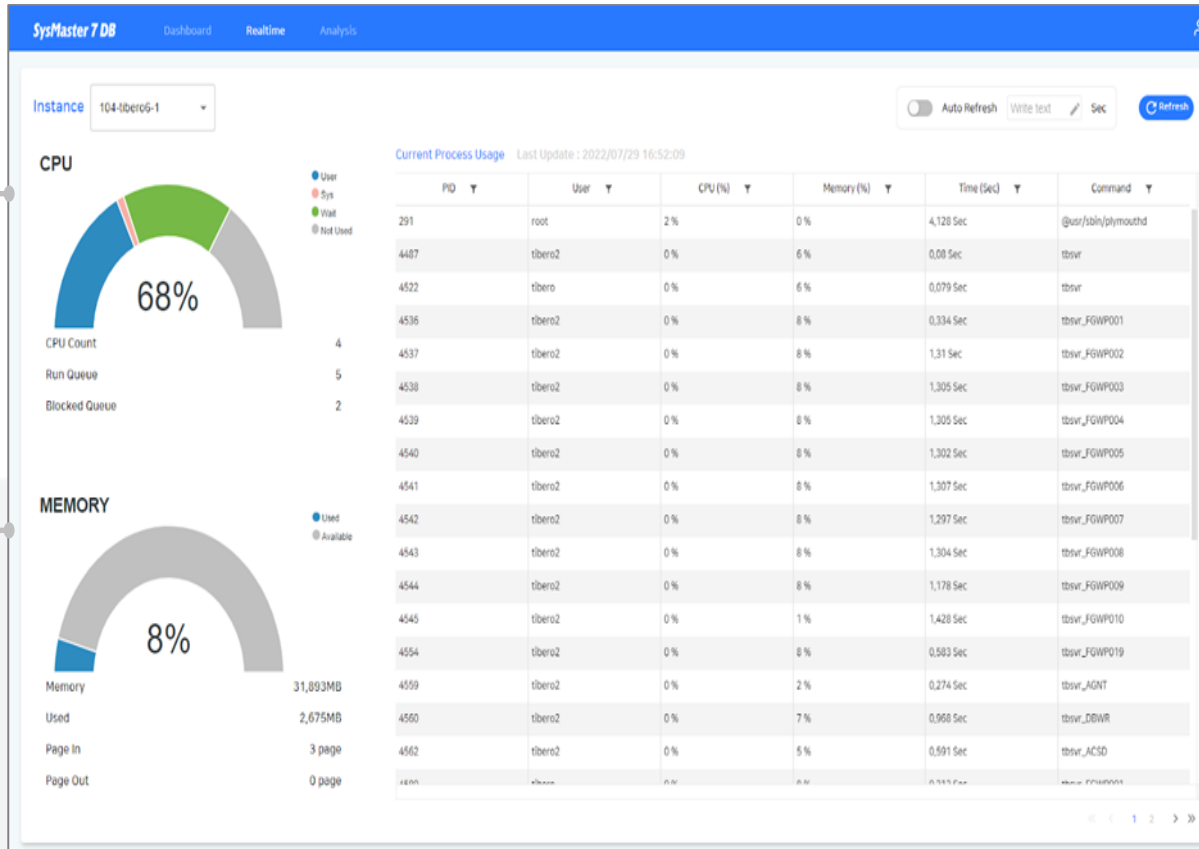 SysMaster 7 DB Dashboard Realtime Analysis
Instance 104-tibero6-1 Auto Refresh Write text Sec Refresh
CPU
User
Sys
Wait
Not Used
68%
CPU Count 4
Run Queue 5
Blocked Queue 2
MEMORY
Used
Available
8%
Memory 31,893MB
Used 2,675MB
Page In 3 page
Page Out 0 page
Current Process Usage Last Update : 2022/07/29 16:52:09
PID User CPU (%) Memory (%) Time (Sec) Command
291 root 2 % 0 % 4,128 Sec @usr/sbin/plymouthd
4487 tibero2 0 % 6 % 0,08 Sec tbsvr
4522 tibero 0 % 6 % 0,079 Sec tbsvr
4536 tibero2 0 % 8 % 0,334 Sec tbsvr_FGWP001
4537 tibero2 0 % 8 % 1,31 Sec tbsvr_FGWP002
4538 tibero2 0 % 8 % 1,305 Sec tbsvr_FGWP003
4539 tibero2 0 % 8 % 1,305 Sec tbsvr_FGWP004
4540 tibero2 0 % 8 % 1,302 Sec tbsvr_FGWP005
4541 tibero2 0 % 8 % 1,307 Sec tbsvr_FGWP006
4542 tibero2 0 % 8 % 1,297 Sec tbsvr_FGWP007
4543 tibero2 0 % 8 % 1,304 Sec tbsvr_FGWP008
4544 tibero2 0 % 8 % 1,178 Sec tbsvr_FGWP009
4545 tibero2 0 % 1 % 1,428 Sec tbsvr_FGWP010
4554 tibero2 0 % 8 % 0,583 Sec tbsvr_FGWP019
4559 tibero2 0 % 2 % 0,274 Sec tbsvr_AGNT
4560 tibero2 0 % 7 % 0,968 Sec tbsvr_DBWR
4562 tibero2 0 % 5 % 0,591 Sec tbsvr_ACSD
1 2